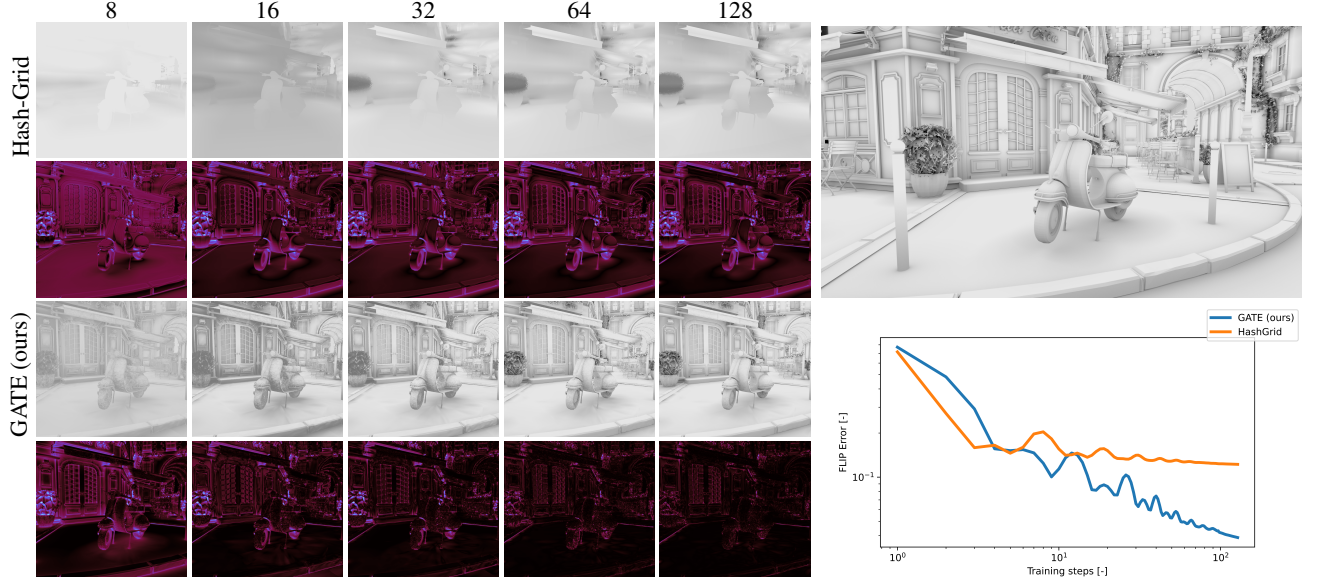 8 16 32 64 128
Hash-Grid
GATE (ours)
GATE (ours)
HashGrid
FLIP Error [-]
10⁻¹
10⁰ 10¹ 10²
Training steps [-]